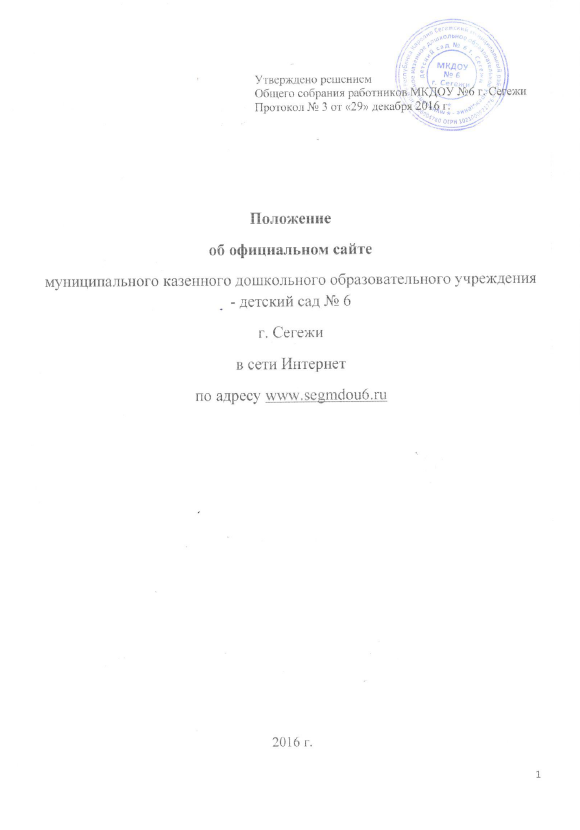 Утверждено решением
Общего собрания работников МКДОУ №6 г. Сегежи
Протокол № 3 от «29» декабря 2016 г.
МКДОУ
№ 6
г. Сегежи
Положение
об официальном сайте
муниципального казенного дошкольного образовательного учреждения
- детский сад № 6
г. Сегежи
в сети Интернет
по адресу www.segmdou6.ru
2016 г.
1